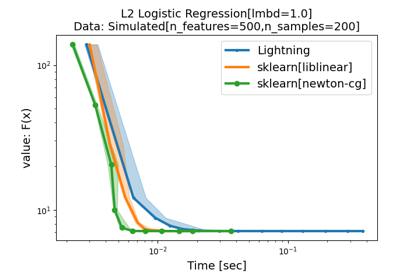 L2 Logistic Regression[lmbd=1.0]
Data: Simulated[n_features=500,n_samples=200]
Lightning
sklearn[liblinear]
sklearn[newton-cg]
value: F(x)
10²
10¹
10⁻²
10⁻¹
Time [sec]